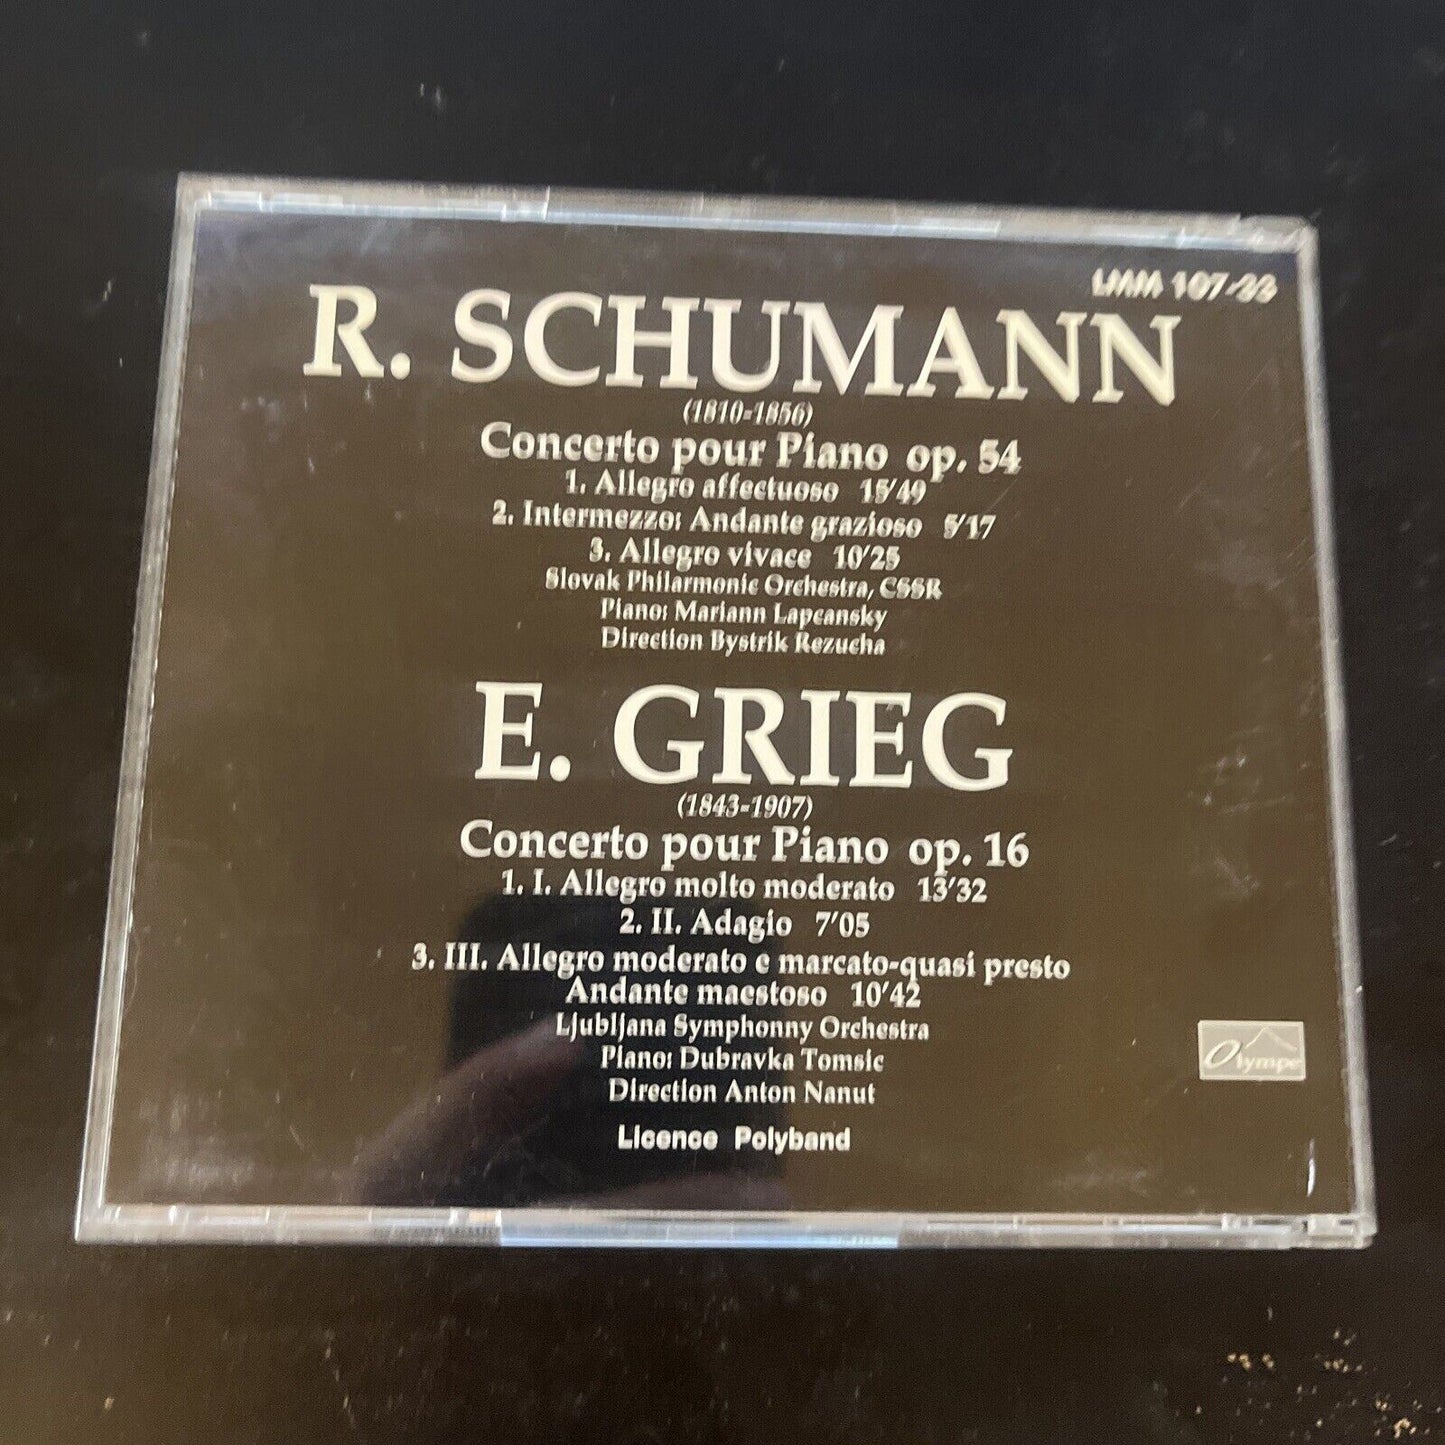 LMM 107-33
R. SCHUMANN
(1810-1856)
Concerto pour Piano op. 54
1. Allegro affectuoso 15'49
2. Intermezzo: Andante grazioso 5'17
3. Allegro vivace 10'25
Slovak Philarmonic Orchestra, CSSR
Piano: Mariann Lapcansky
Direction Bystrik Rezucha
E. GRIEG
(1843-1907)
Concerto pour Piano op. 16
1. I. Allegro molto moderato 13'32
2. II. Adagio 7'05
3. III. Allegro moderato e marcato-quasi presto
Andante maestoso 10'42
Ljubljana Symphonny Orchestra
Piano: Dubravka Tomsic
Direction Anton Nanut
Licence Polyband
Olympe